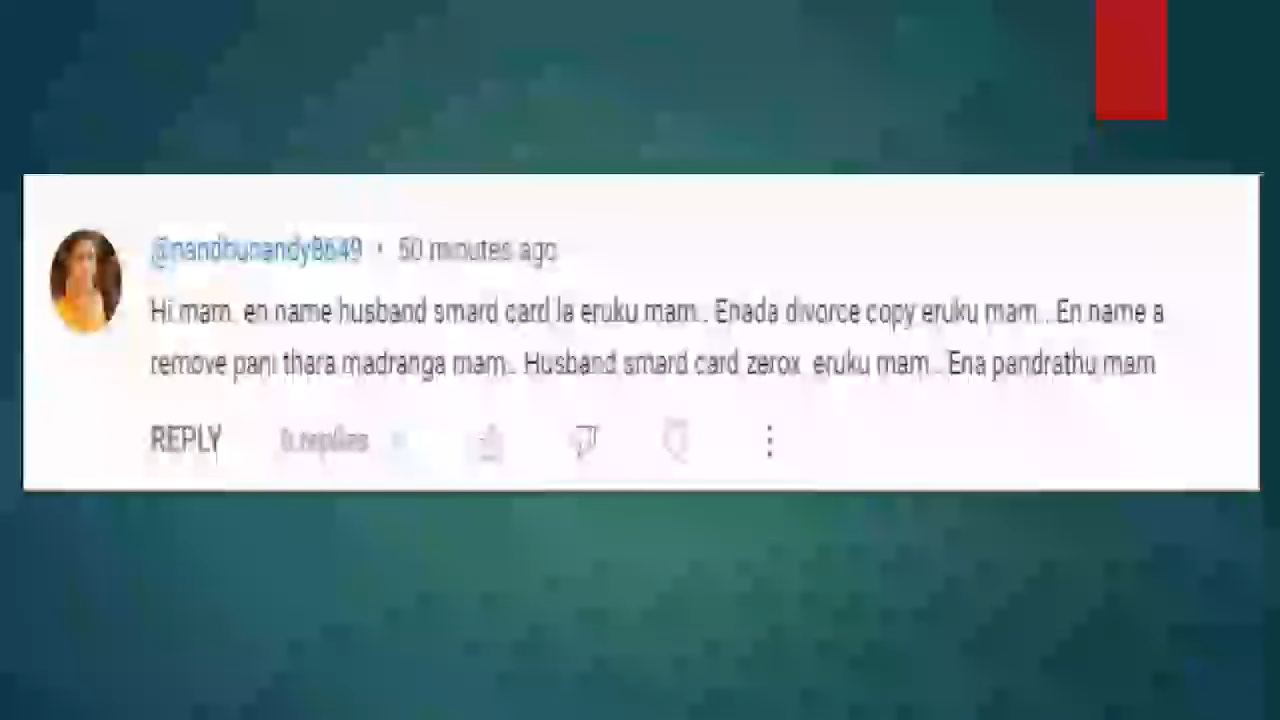 @nandhunandy8649 • 50 minutes ago
Hi mam. en name husband smard card la eruku mam.. Enada divorce copy eruku mam.. En name a
remove pani thara madranga mam.. Husband smard card zerox eruku mam.. Ena pandrathu mam
REPLY replies